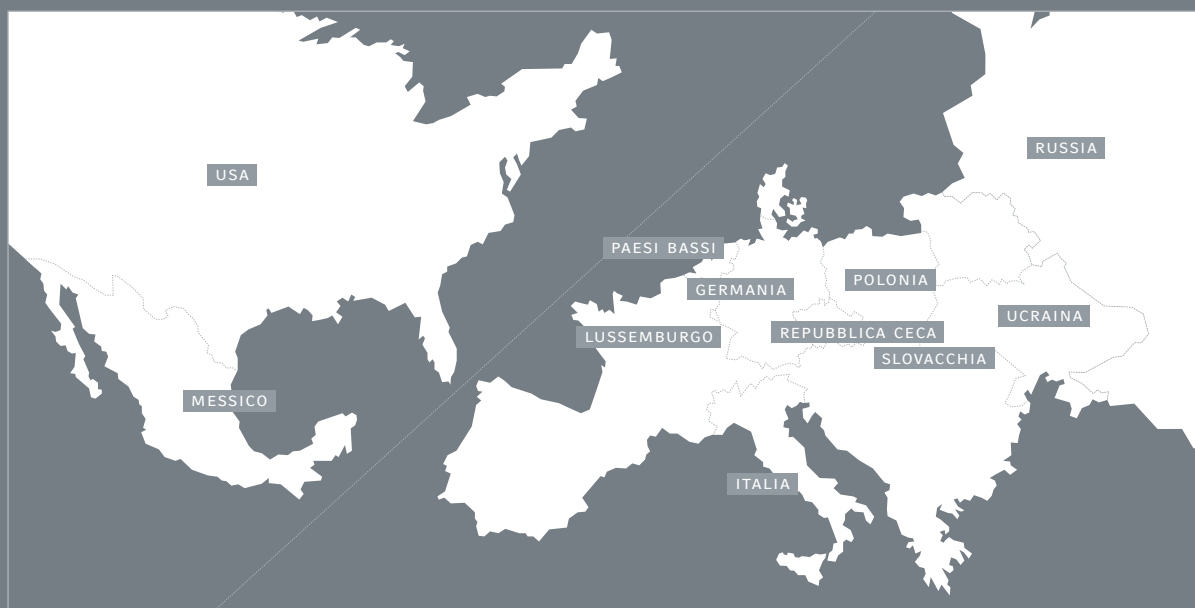 RUSSIA
USA
PAESI BASSI
POLONIA
GERMANIA
UCRAINA
REPUBBLICA CECA
LUSSEMBURGO
SLOVACCHIA
MESSICO
ITALIA